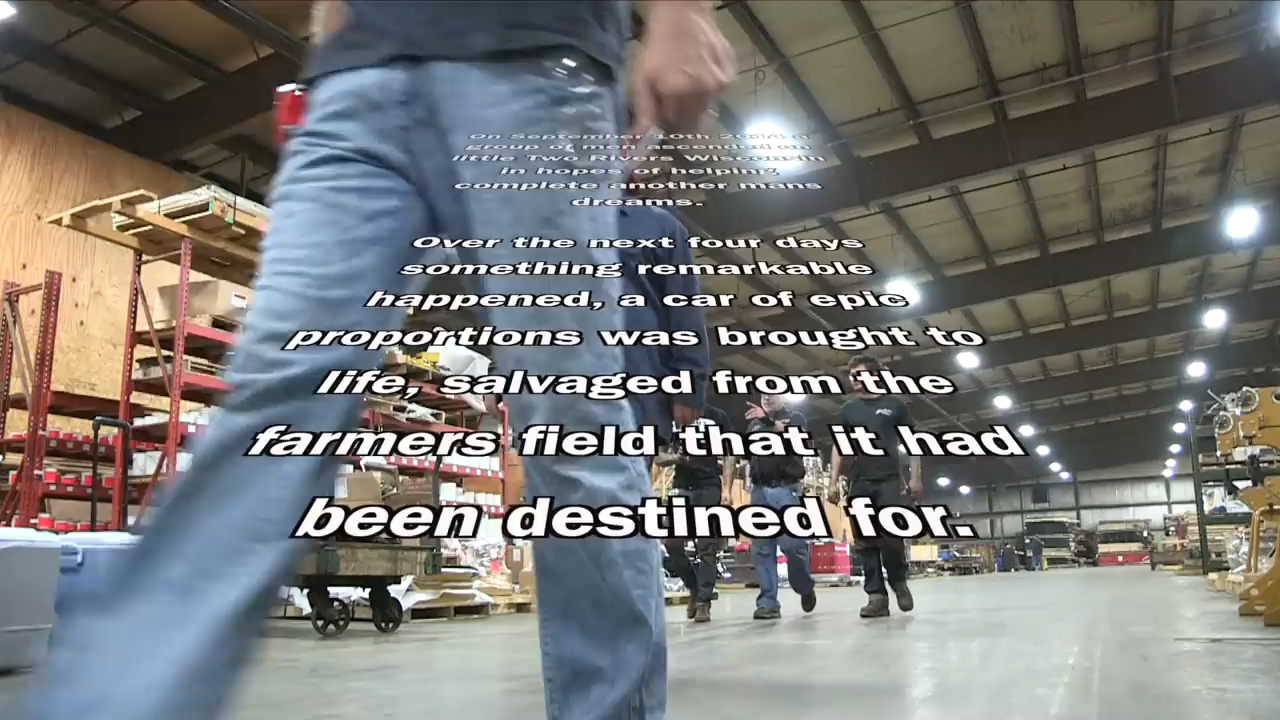 On September 10th 2014 a
group of men ascended on
little Two Rivers Wisconsin
in hopes of helping
complete another mans
dreams.
Over the next four days
something remarkable
happened, a car of epic
proportions was brought to
life, salvaged from the
farmers field that it had
been destined for.